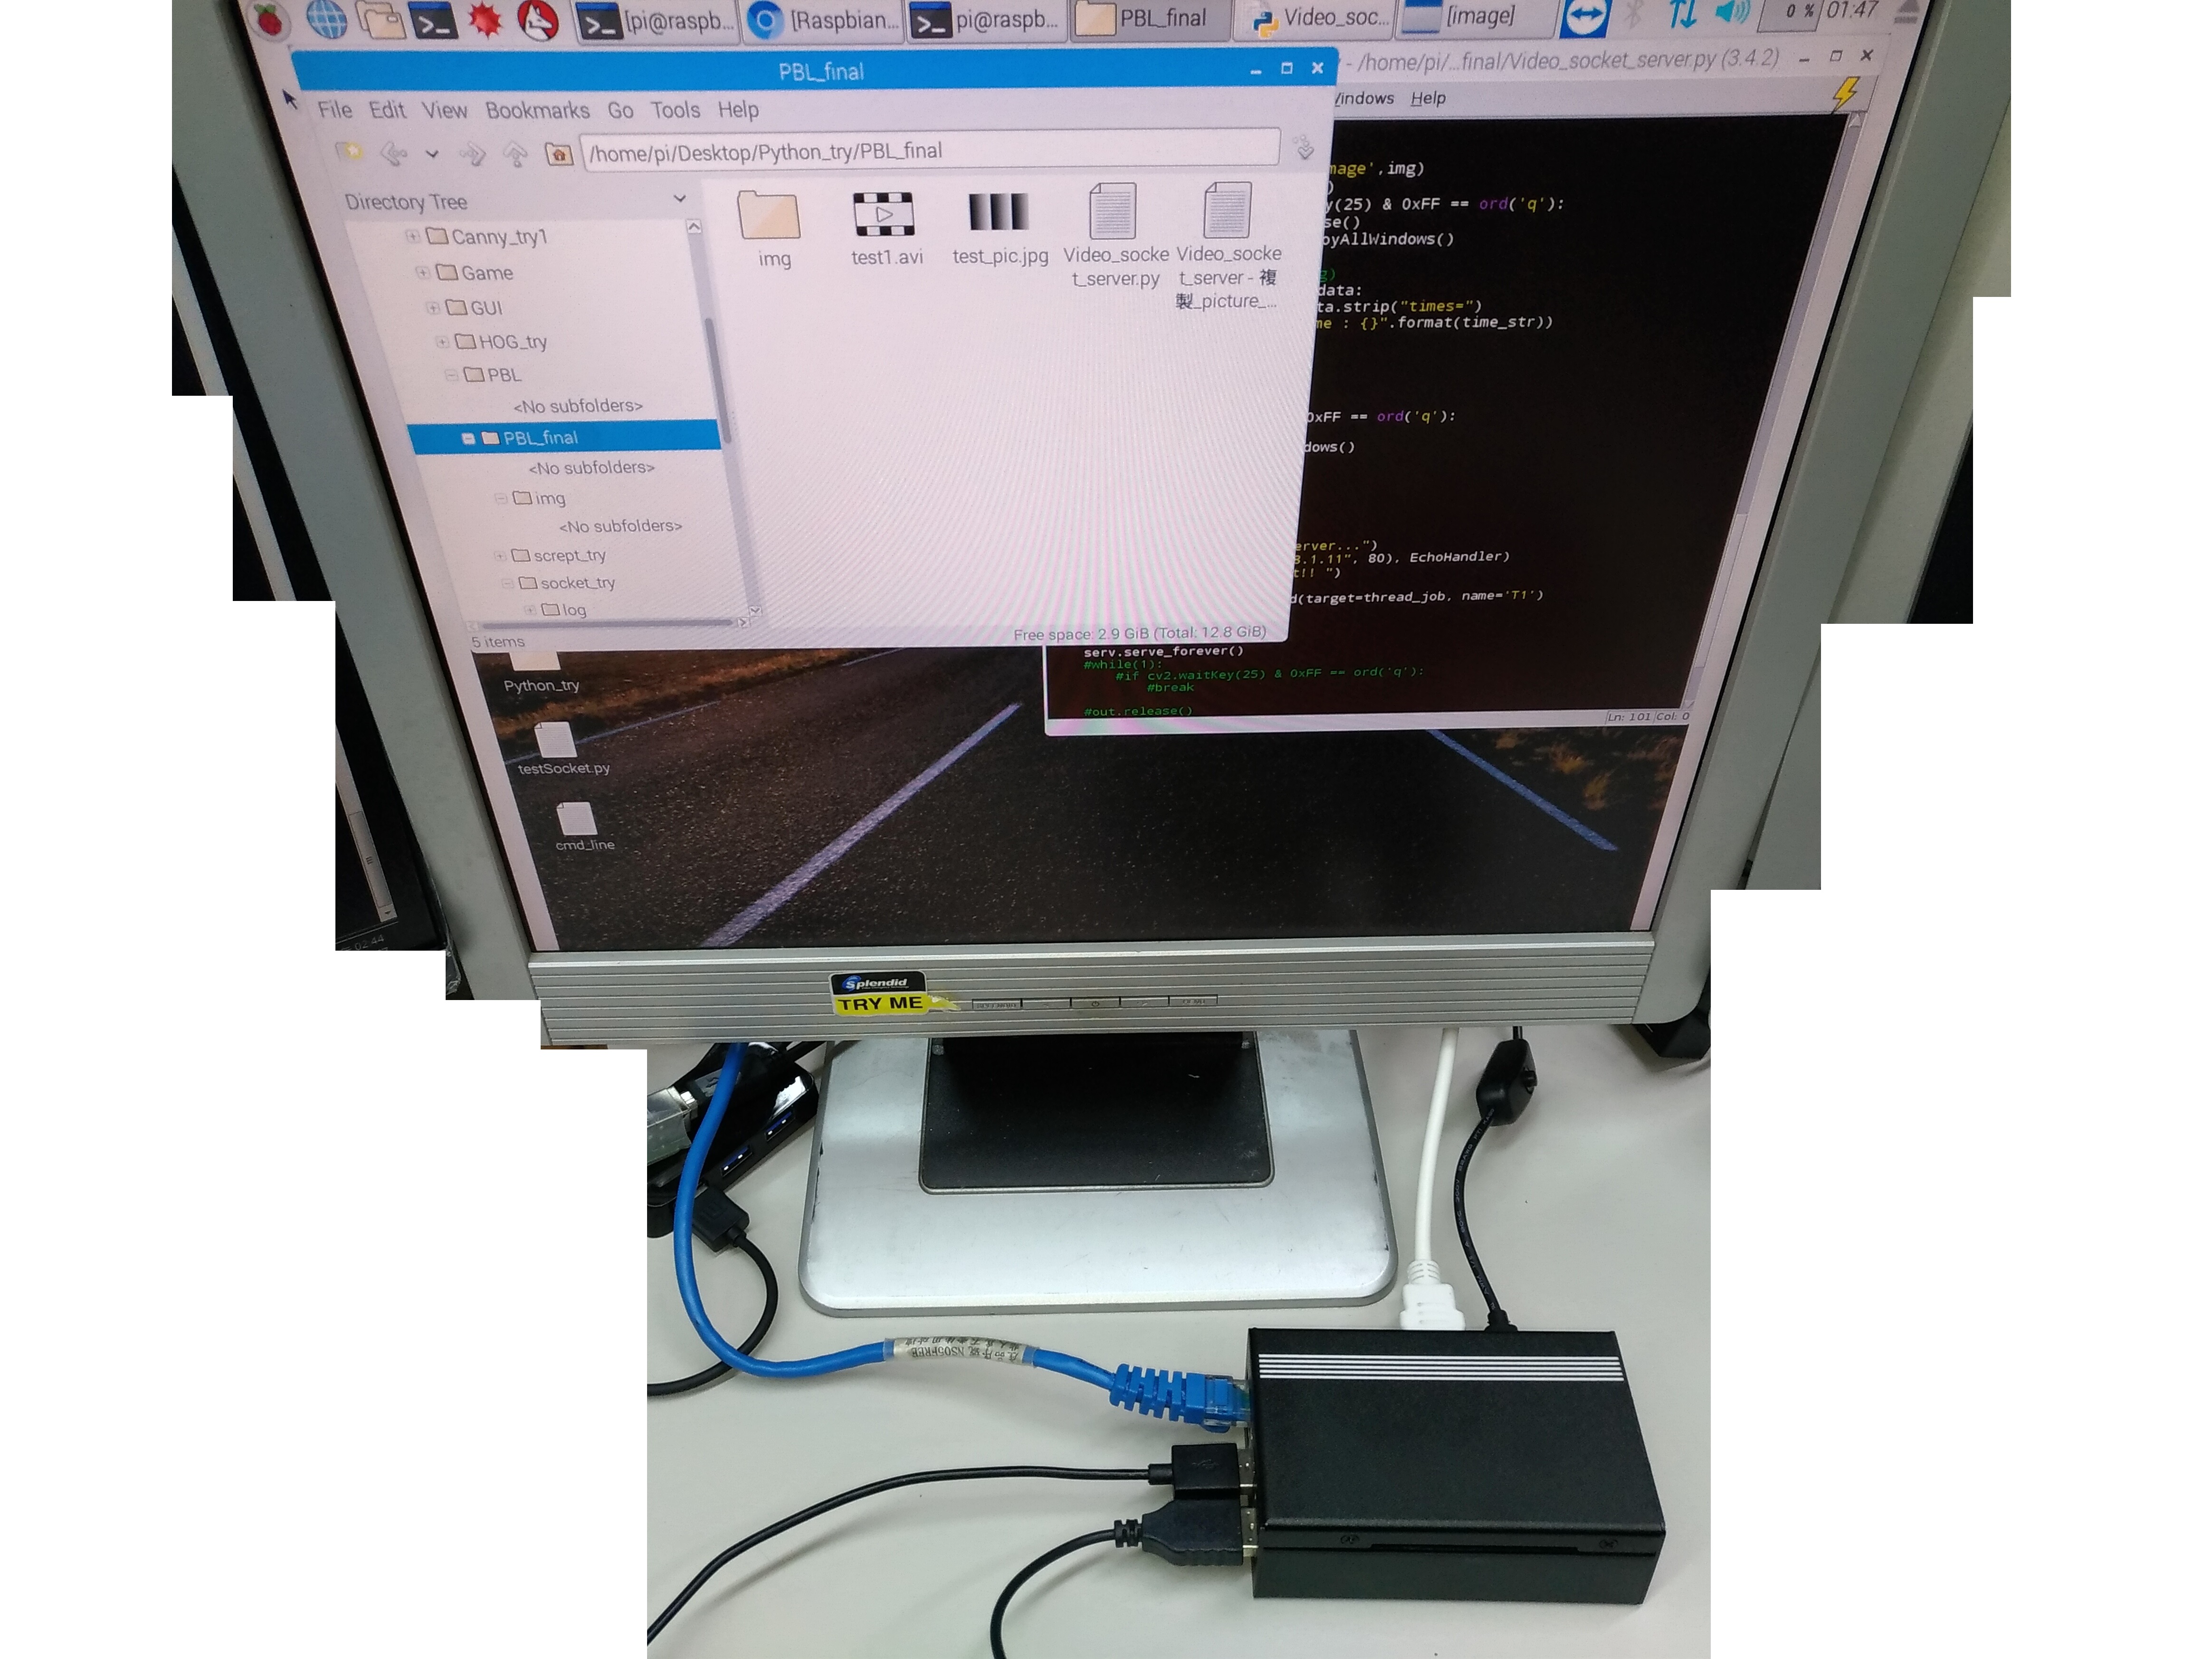 [pi@raspb...
[Raspbian...
pi@raspb...
PBL_final
Video_soc...
[image]
0 %
01:47
PBL_final
- /home/pi/...final/Video_socket_server.py (3.4.2)
File Edit View Bookmarks Go Tools Help
indows Help
/home/pi/Desktop/Python_try/PBL_final
Directory Tree
Canny_try1
Game
GUI
HOG_try
PBL
<No subfolders>
PBL_final
<No subfolders>
img
<No subfolders>
scrept_try
socket_try
log
5 items
img
test1.avi
test_pic.jpg
Video_socke
t_server.py
Video_socke
t_server - 複
製_picture_...
Free space: 2.9 GiB (Total: 12.8 GiB)
mage',img)
)
y(25) & 0xFF == ord('q'):
se()
oyAllWindows()
g)
data:
ta.strip("times=")
me : {}".format(time_str))
0xFF == ord('q'):
dows()
erver...")
3.1.11", 80), EchoHandler)
t!! ")
d(target=thread_job, name='T1')
serv.serve_forever()
#while(1):
#if cv2.waitKey(25) & 0xFF == ord('q'):
#break
#out.release()
Ln: 101 Col: 0
Python_try
testSocket.py
cmd_line
02:44
Splendid
TRY ME